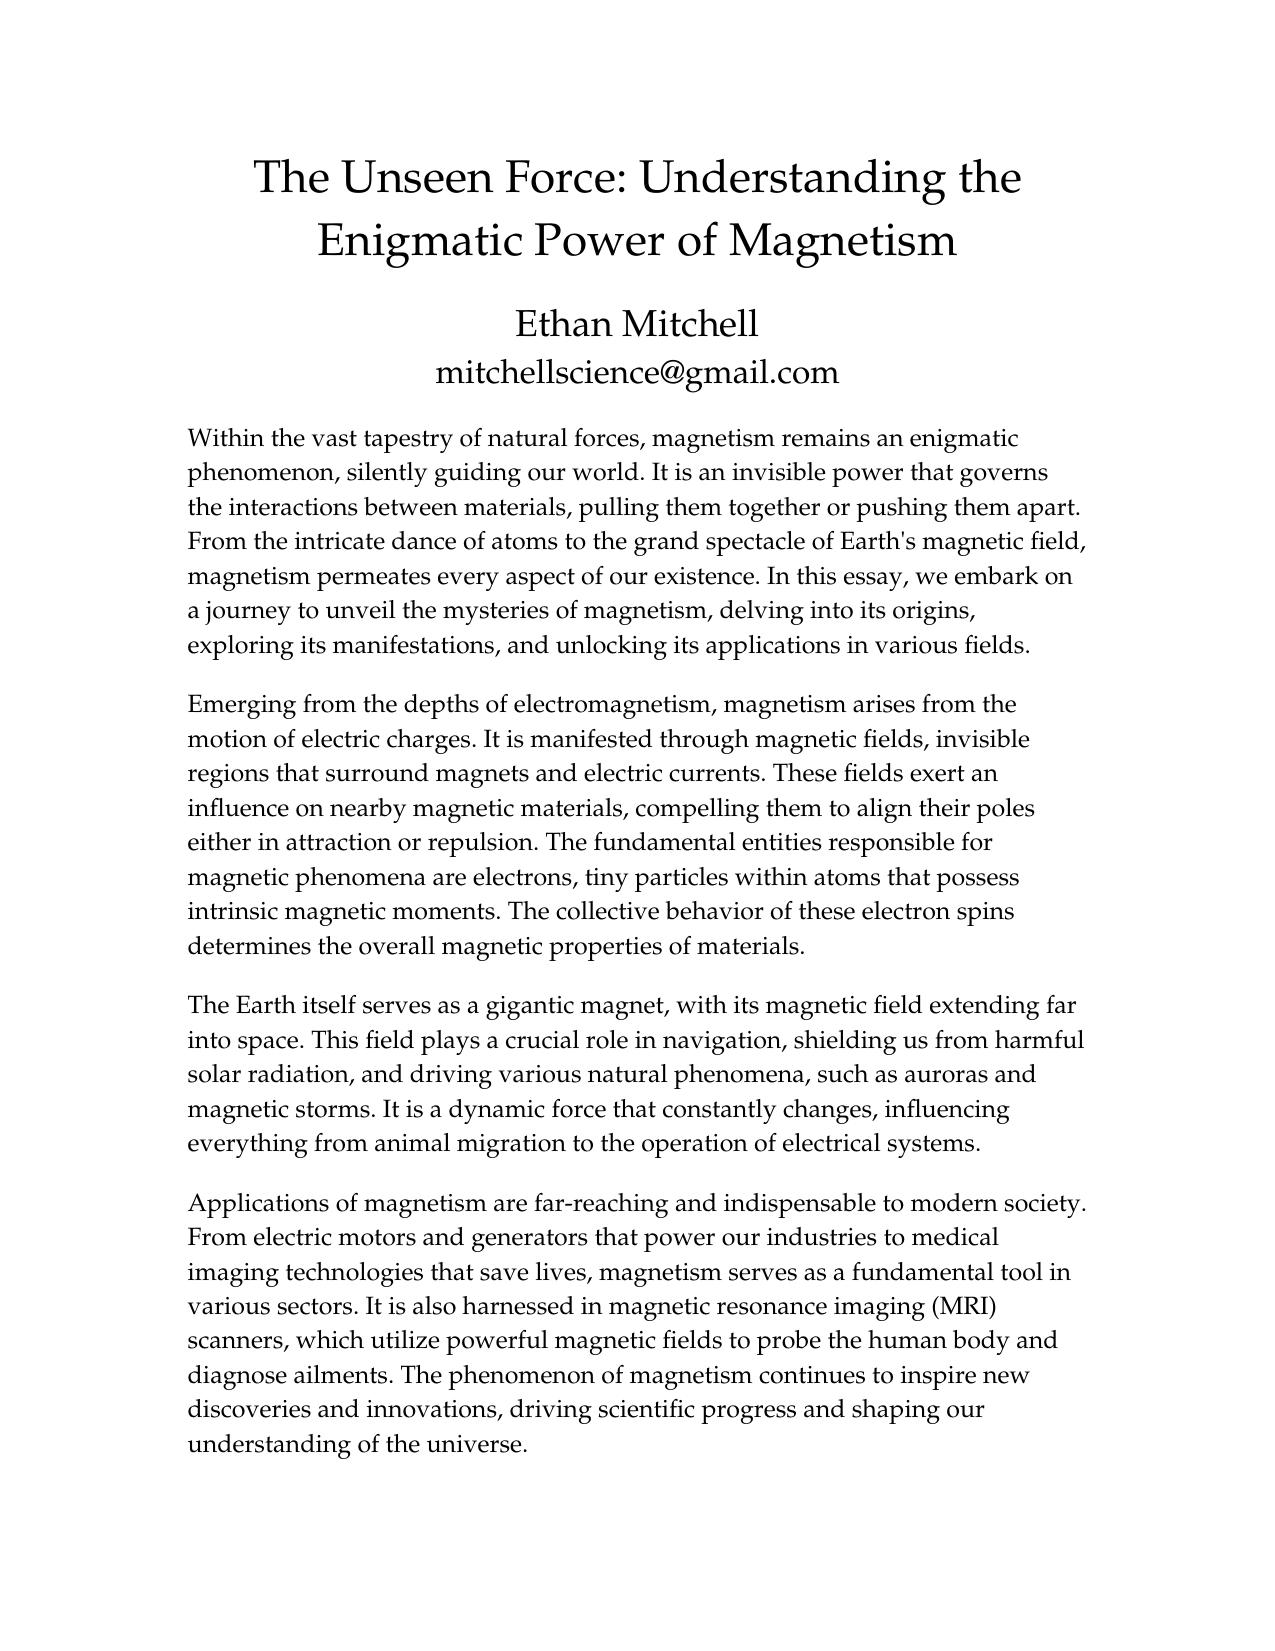 The Unseen Force: Understanding the
Enigmatic Power of Magnetism
Ethan Mitchell
mitchellscience@gmail.com
Within the vast tapestry of natural forces, magnetism remains an enigmatic
phenomenon, silently guiding our world. It is an invisible power that governs
the interactions between materials, pulling them together or pushing them apart.
From the intricate dance of atoms to the grand spectacle of Earth's magnetic field,
magnetism permeates every aspect of our existence. In this essay, we embark on
a journey to unveil the mysteries of magnetism, delving into its origins,
exploring its manifestations, and unlocking its applications in various fields.
Emerging from the depths of electromagnetism, magnetism arises from the
motion of electric charges. It is manifested through magnetic fields, invisible
regions that surround magnets and electric currents. These fields exert an
influence on nearby magnetic materials, compelling them to align their poles
either in attraction or repulsion. The fundamental entities responsible for
magnetic phenomena are electrons, tiny particles within atoms that possess
intrinsic magnetic moments. The collective behavior of these electron spins
determines the overall magnetic properties of materials.
The Earth itself serves as a gigantic magnet, with its magnetic field extending far
into space. This field plays a crucial role in navigation, shielding us from harmful
solar radiation, and driving various natural phenomena, such as auroras and
magnetic storms. It is a dynamic force that constantly changes, influencing
everything from animal migration to the operation of electrical systems.
Applications of magnetism are far-reaching and indispensable to modern society.
From electric motors and generators that power our industries to medical
imaging technologies that save lives, magnetism serves as a fundamental tool in
various sectors. It is also harnessed in magnetic resonance imaging (MRI)
scanners, which utilize powerful magnetic fields to probe the human body and
diagnose ailments. The phenomenon of magnetism continues to inspire new
discoveries and innovations, driving scientific progress and shaping our
understanding of the universe.